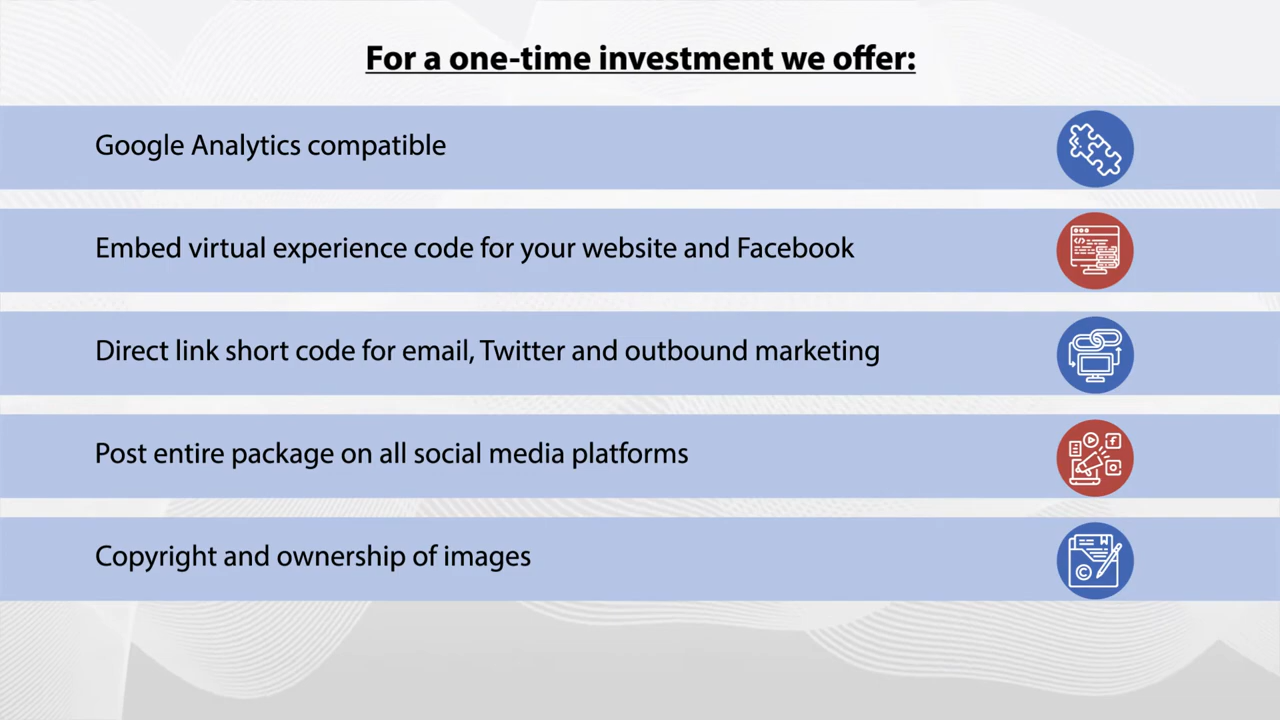 For a one-time investment we offer:
Google Analytics compatible
Embed virtual experience code for your website and Facebook
Direct link short code for email, Twitter and outbound marketing
Post entire package on all social media platforms
Copyright and ownership of images